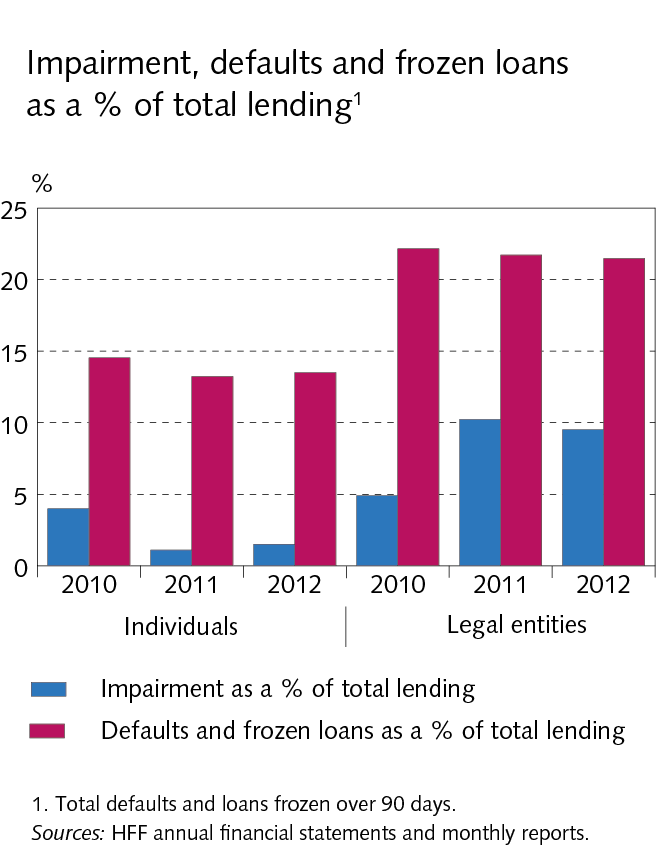 Impairment, defaults and frozen loans
as a % of total lending¹
%
25
20
15
10
5
0
2010 2011 2012 2010 2011 2012
Individuals Legal entities
Impairment as a % of total lending
Defaults and frozen loans as a % of total lending
1. Total defaults and loans frozen over 90 days.
Sources: HFF annual financial statements and monthly reports.